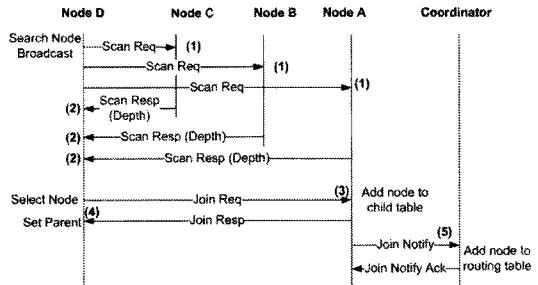 Node D Node C Node B Node A Coordinator
Search Node
Broadcast
Scan Req (1)
Scan Req (1)
Scan Req (1)
(2) Scan Resp
(Depth)
(2) Scan Resp (Depth)
(2) Scan Resp (Depth)
Select Node Join Req (3) Add node to
child table
Set Parent (4) Join Resp
Join Notify (5) Add node to
routing table
Join Notify Ack